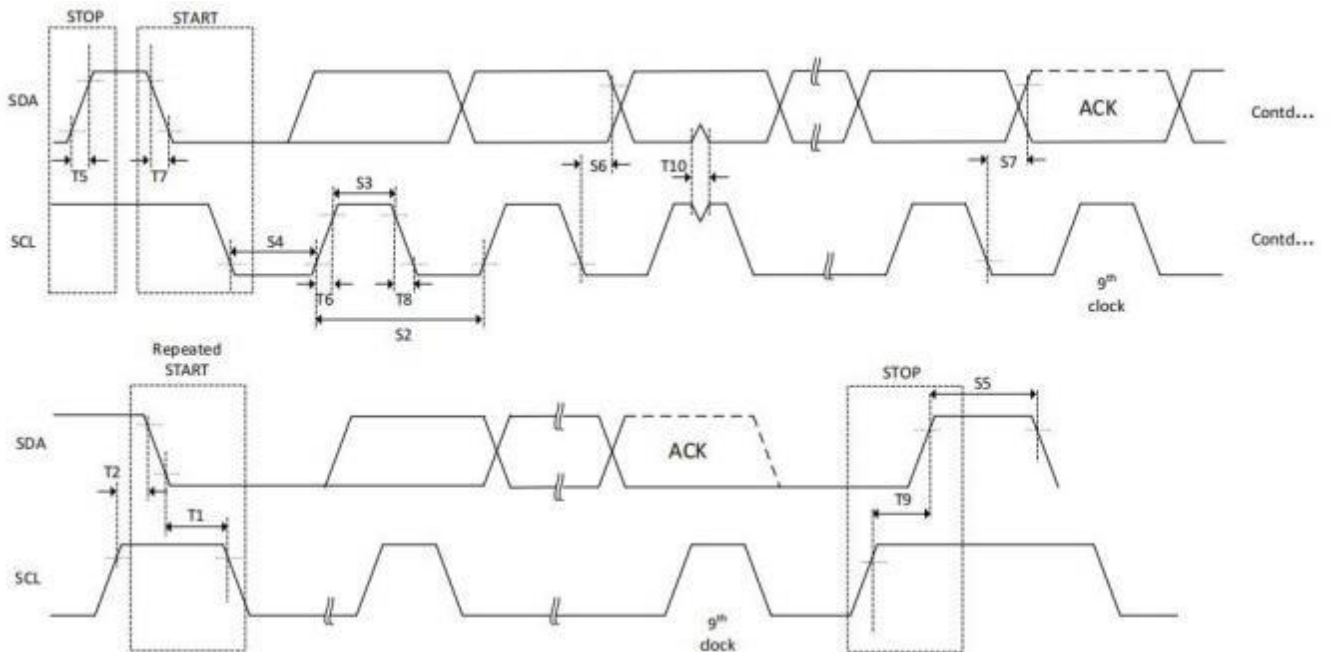 STOP
START
SDA
ACK
Contd...
T5
T7
S6
T10
S7
S3
SCL
S4
Contd...
T6
T8
9th
clock
S2
Repeated
START
STOP
S5
SDA
ACK
T2
T9
T1
SCL
9th
clock